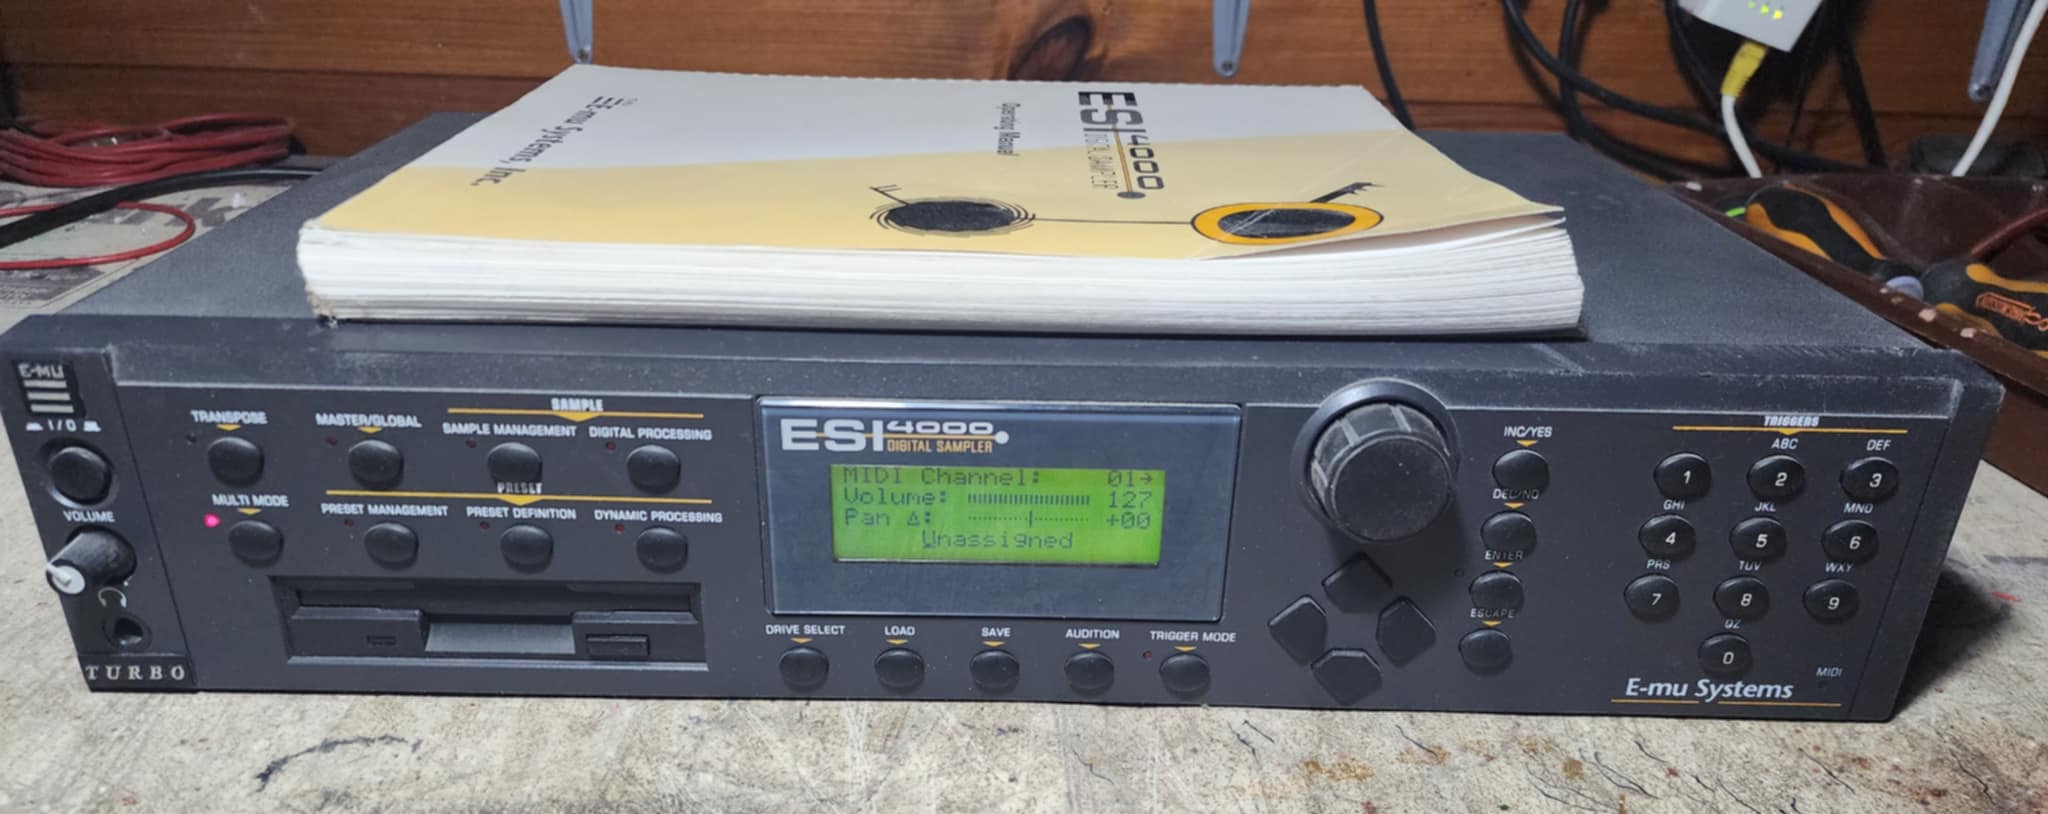 E-mu Systems, Inc.
ESI 4000
DIGITAL SAMPLER
Operating Manual
E-MU
I / O
VOLUME
TURBO
TRANSPOSE
MASTER/GLOBAL
SAMPLE
SAMPLE MANAGEMENT
DIGITAL PROCESSING
MULTI MODE
PRESET
PRESET MANAGEMENT
PRESET DEFINITION
DYNAMIC PROCESSING
ESI 4000
DIGITAL SAMPLER
MIDI Channel: 01→
Volume: 127
Pan Δ: +00
Unassigned
DRIVE SELECT
LOAD
SAVE
AUDITION
TRIGGER MODE
INC/YES
DEC/NO
ENTER
ESCAPE
TRIGGERS
ABC
DEF
1
2
3
GHI
JKL
MNO
4
5
6
PRS
TUV
WXY
7
8
9
QZ
0
MIDI
E-mu Systems